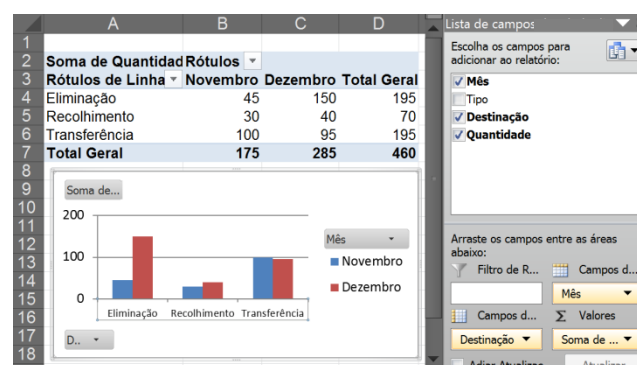 A B C D
1
2 Soma de Quantidad Rótulos
3 Rótulos de Linha Novembro Dezembro Total Geral
4 Eliminação 45 150 195
5 Recolhimento 30 40 70
6 Transferência 100 95 195
7 Total Geral 175 285 460
8
9 Soma de...
10 200
11
12 Mês
13 100 Novembro
14 Dezembro
15 0
16 Eliminação Recolhimento Transferência
17 D..
18
Lista de campos
Escolha os campos para
adicionar ao relatório:
Mês
Tipo
Destinação
Quantidade
Arraste os campos entre as áreas
abaixo:
Filtro de R... Campos d...
Mês
Campos d... Σ Valores
Destinação Soma de ...